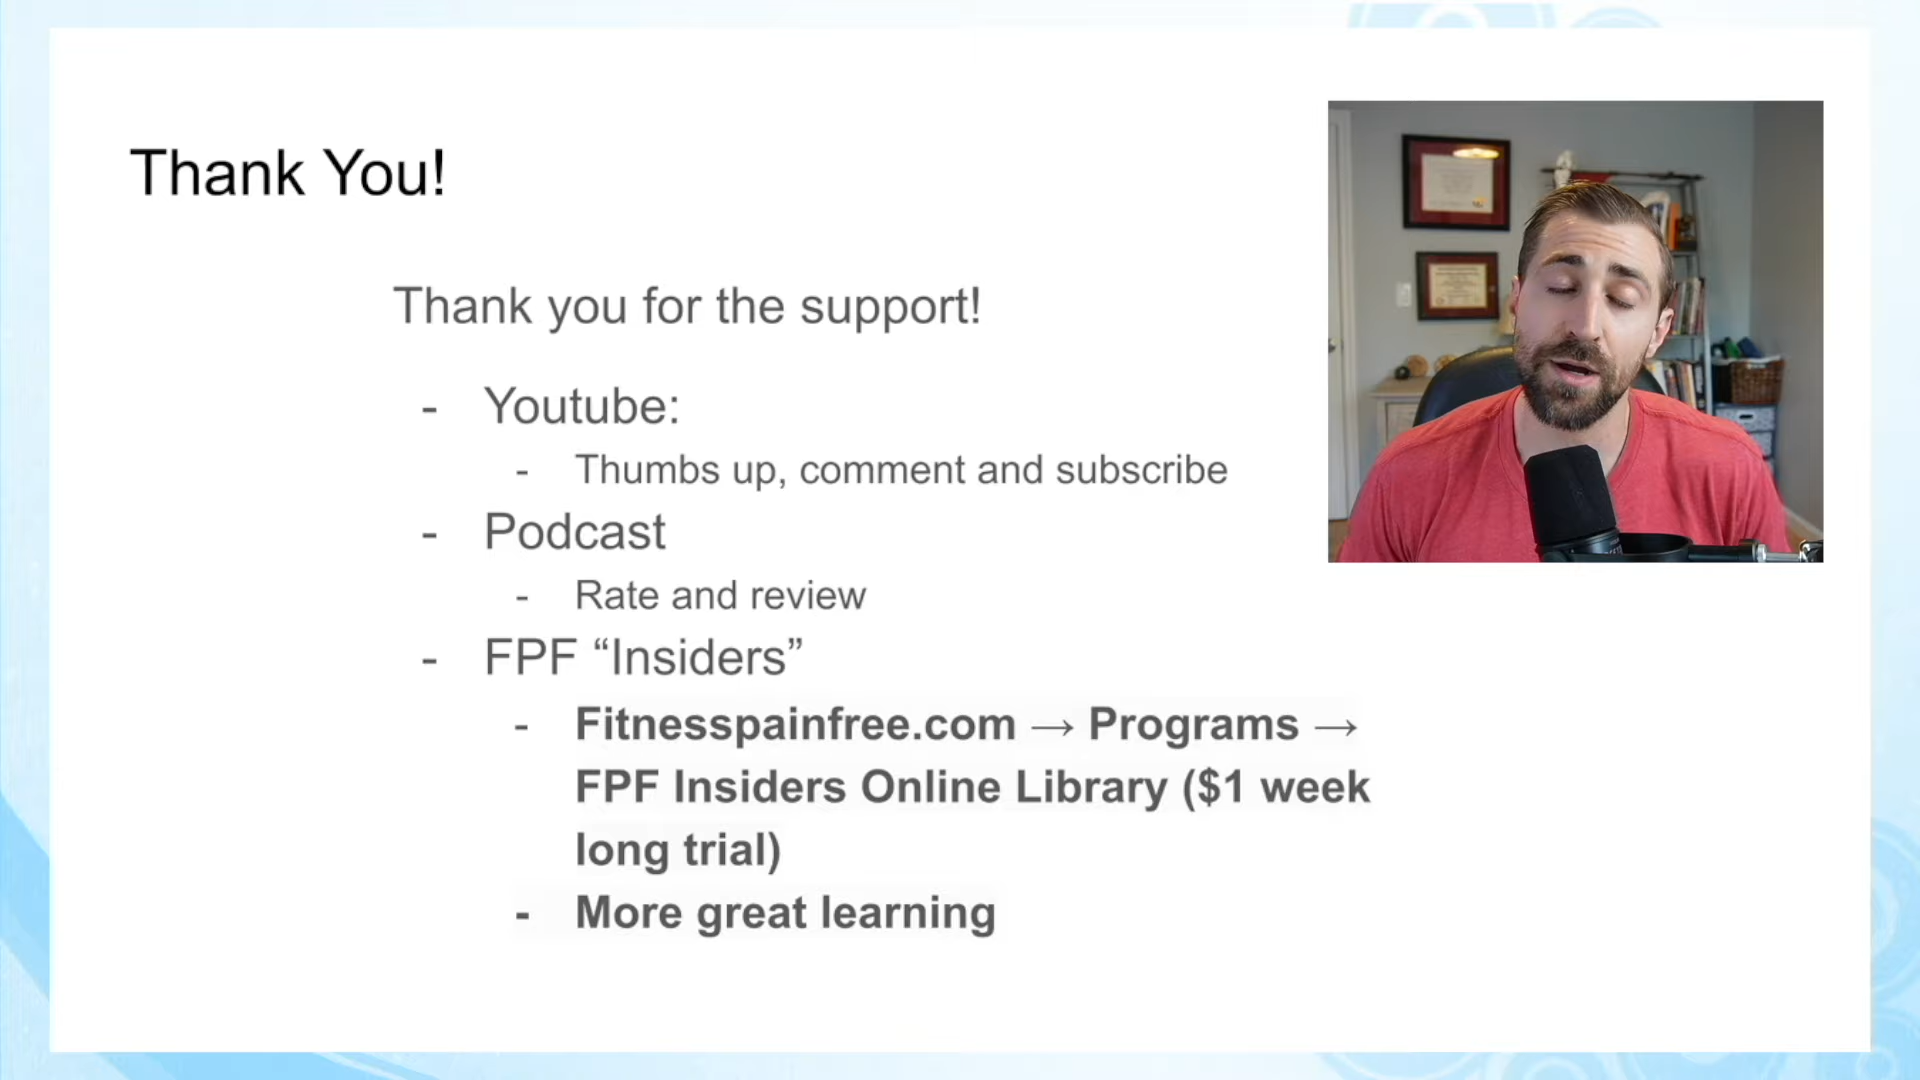 Thank You!
Thank you for the support!
- Youtube:
- Thumbs up, comment and subscribe
- Podcast
- Rate and review
- FPF “Insiders”
- Fitnesspainfree.com → Programs →
FPF Insiders Online Library ($1 week
long trial)
- More great learning